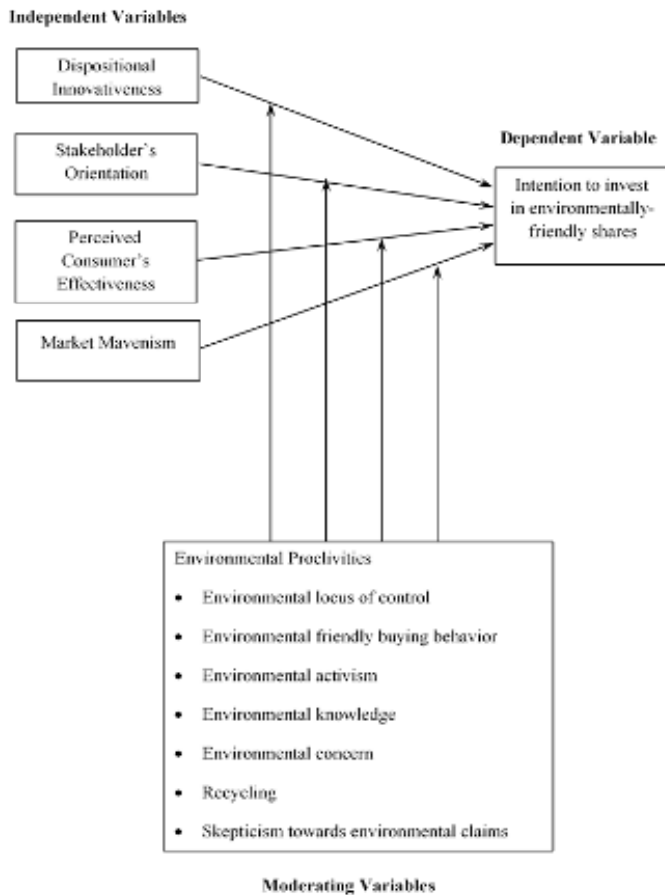 Independent Variables
Dispositional
Innovativeness
Stakeholder's
Orientation
Perceived
Consumer's
Effectiveness
Market Mavenism
Dependent Variable
Intention to invest
in environmentally-
friendly shares
Environmental Proclivities
• Environmental locus of control
• Environmental friendly buying behavior
• Environmental activism
• Environmental knowledge
• Environmental concern
• Recycling
• Skepticism towards environmental claims
Moderating Variables